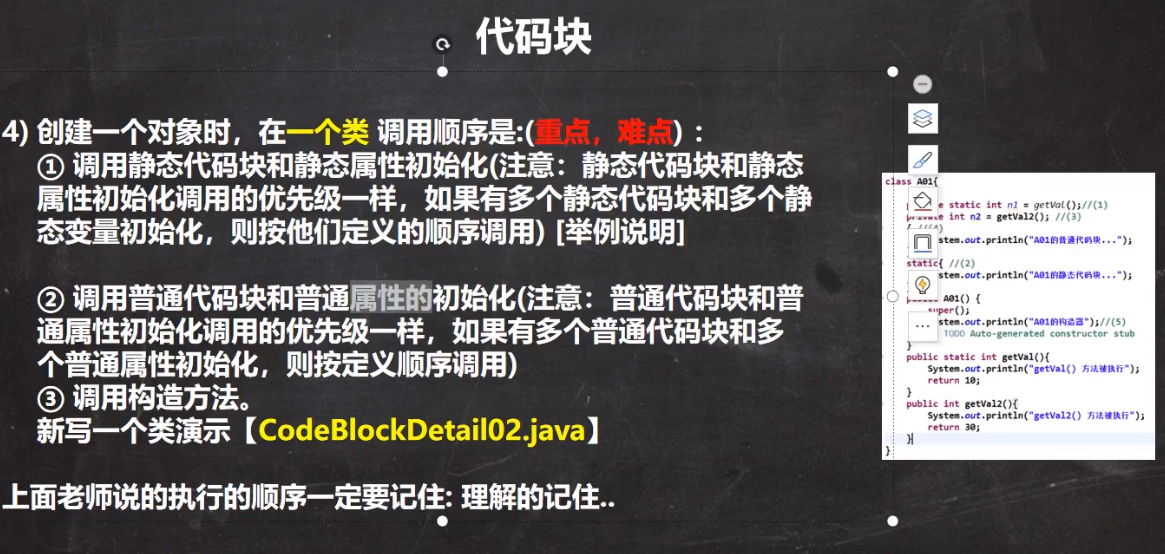 代码块
4) 创建一个对象时，在一个类 调用顺序是:(重点，难点) ：
① 调用静态代码块和静态属性初始化(注意：静态代码块和静态
属性初始化调用的优先级一样，如果有多个静态代码块和多个静
态变量初始化，则按他们定义的顺序调用) [举例说明]
② 调用普通代码块和普通属性的初始化(注意：普通代码块和普
通属性初始化调用的优先级一样，如果有多个普通代码块和多
个普通属性初始化，则按定义顺序调用)
③ 调用构造方法。
新写一个类演示【CodeBlockDetail02.java】
上面老师说的执行的顺序一定要记住: 理解的记住..
class A01{
static int n1 = getVal();//(1)
private int n2 = getVal2(); //(3)
System.out.println("A01的普通代码块...");
static{ //(2)
System.out.println("A01的静态代码块...");
A01() {
super();
System.out.println("A01的构造器");//(5)
TODO Auto-generated constructor stub
}
public static int getVal(){
System.out.println("getVal() 方法被执行");
return 10;
}
public int getVal2(){
System.out.println("getVal2() 方法被执行");
return 30;
}
}